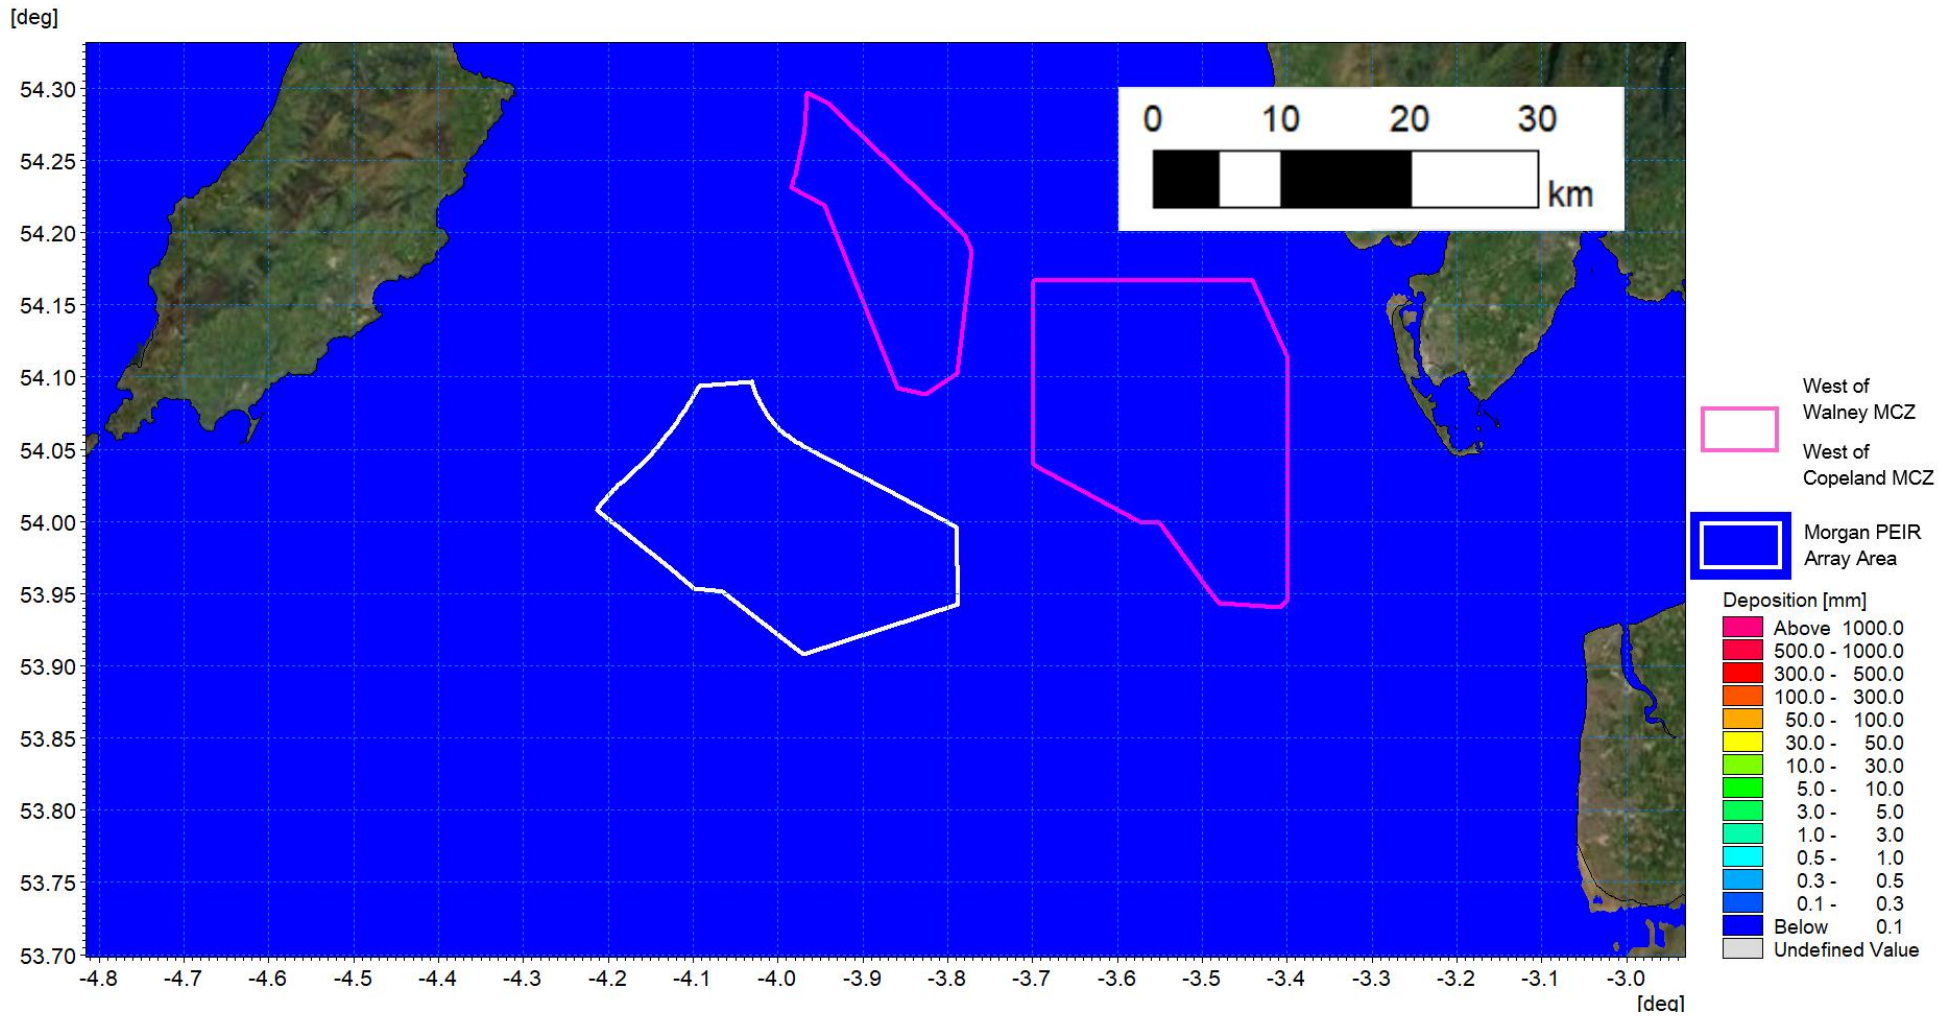 [deg]
54.30
54.25
54.20
54.15
54.10
54.05
54.00
53.95
53.90
53.85
53.80
53.75
53.70
-4.8 -4.7 -4.6 -4.5 -4.4 -4.3 -4.2 -4.1 -4.0 -3.9 -3.8 -3.7 -3.6 -3.5 -3.4 -3.3 -3.2 -3.1 -3.0
[deg]
0 10 20 30
km
West of
Walney MCZ
West of
Copeland MCZ
Morgan PEIR
Array Area
Deposition [mm]
Above 1000.0
500.0 - 1000.0
300.0 - 500.0
100.0 - 300.0
50.0 - 100.0
30.0 - 50.0
10.0 - 30.0
5.0 - 10.0
3.0 - 5.0
1.0 - 3.0
0.5 - 1.0
0.3 - 0.5
0.1 - 0.3
Below 0.1
Undefined Value